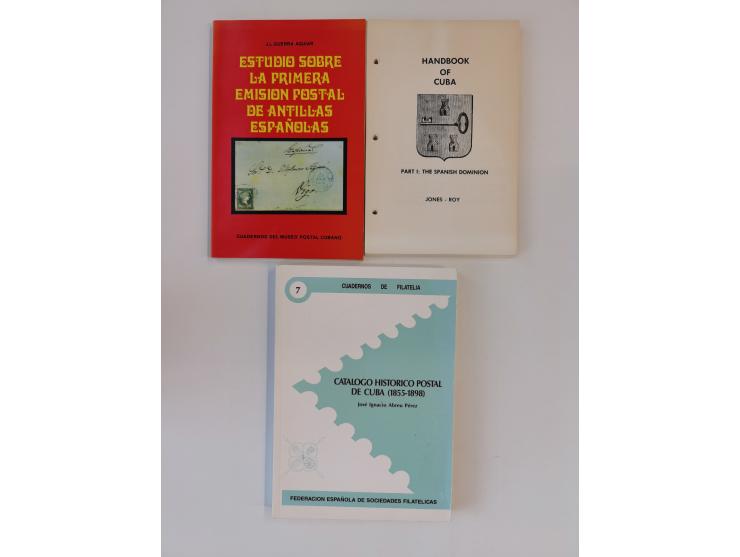 J.L. GUERRA AGUIAR
ESTUDIO SOBRE
LA PRIMERA
EMISION POSTAL
DE ANTILLAS
ESPAÑOLAS
CUADERNOS DEL MUSEO POSTAL CUBANO
HANDBOOK
OF
CUBA
PART I: THE SPANISH DOMINION
JONES - ROY
7
CUADERNOS DE FILATELIA
CATALOGO HISTORICO POSTAL
DE CUBA (1855-1898)
José Ignacio Abreu Pérez
FEDERACION ESPAÑOLA DE SOCIEDADES FILATELICAS